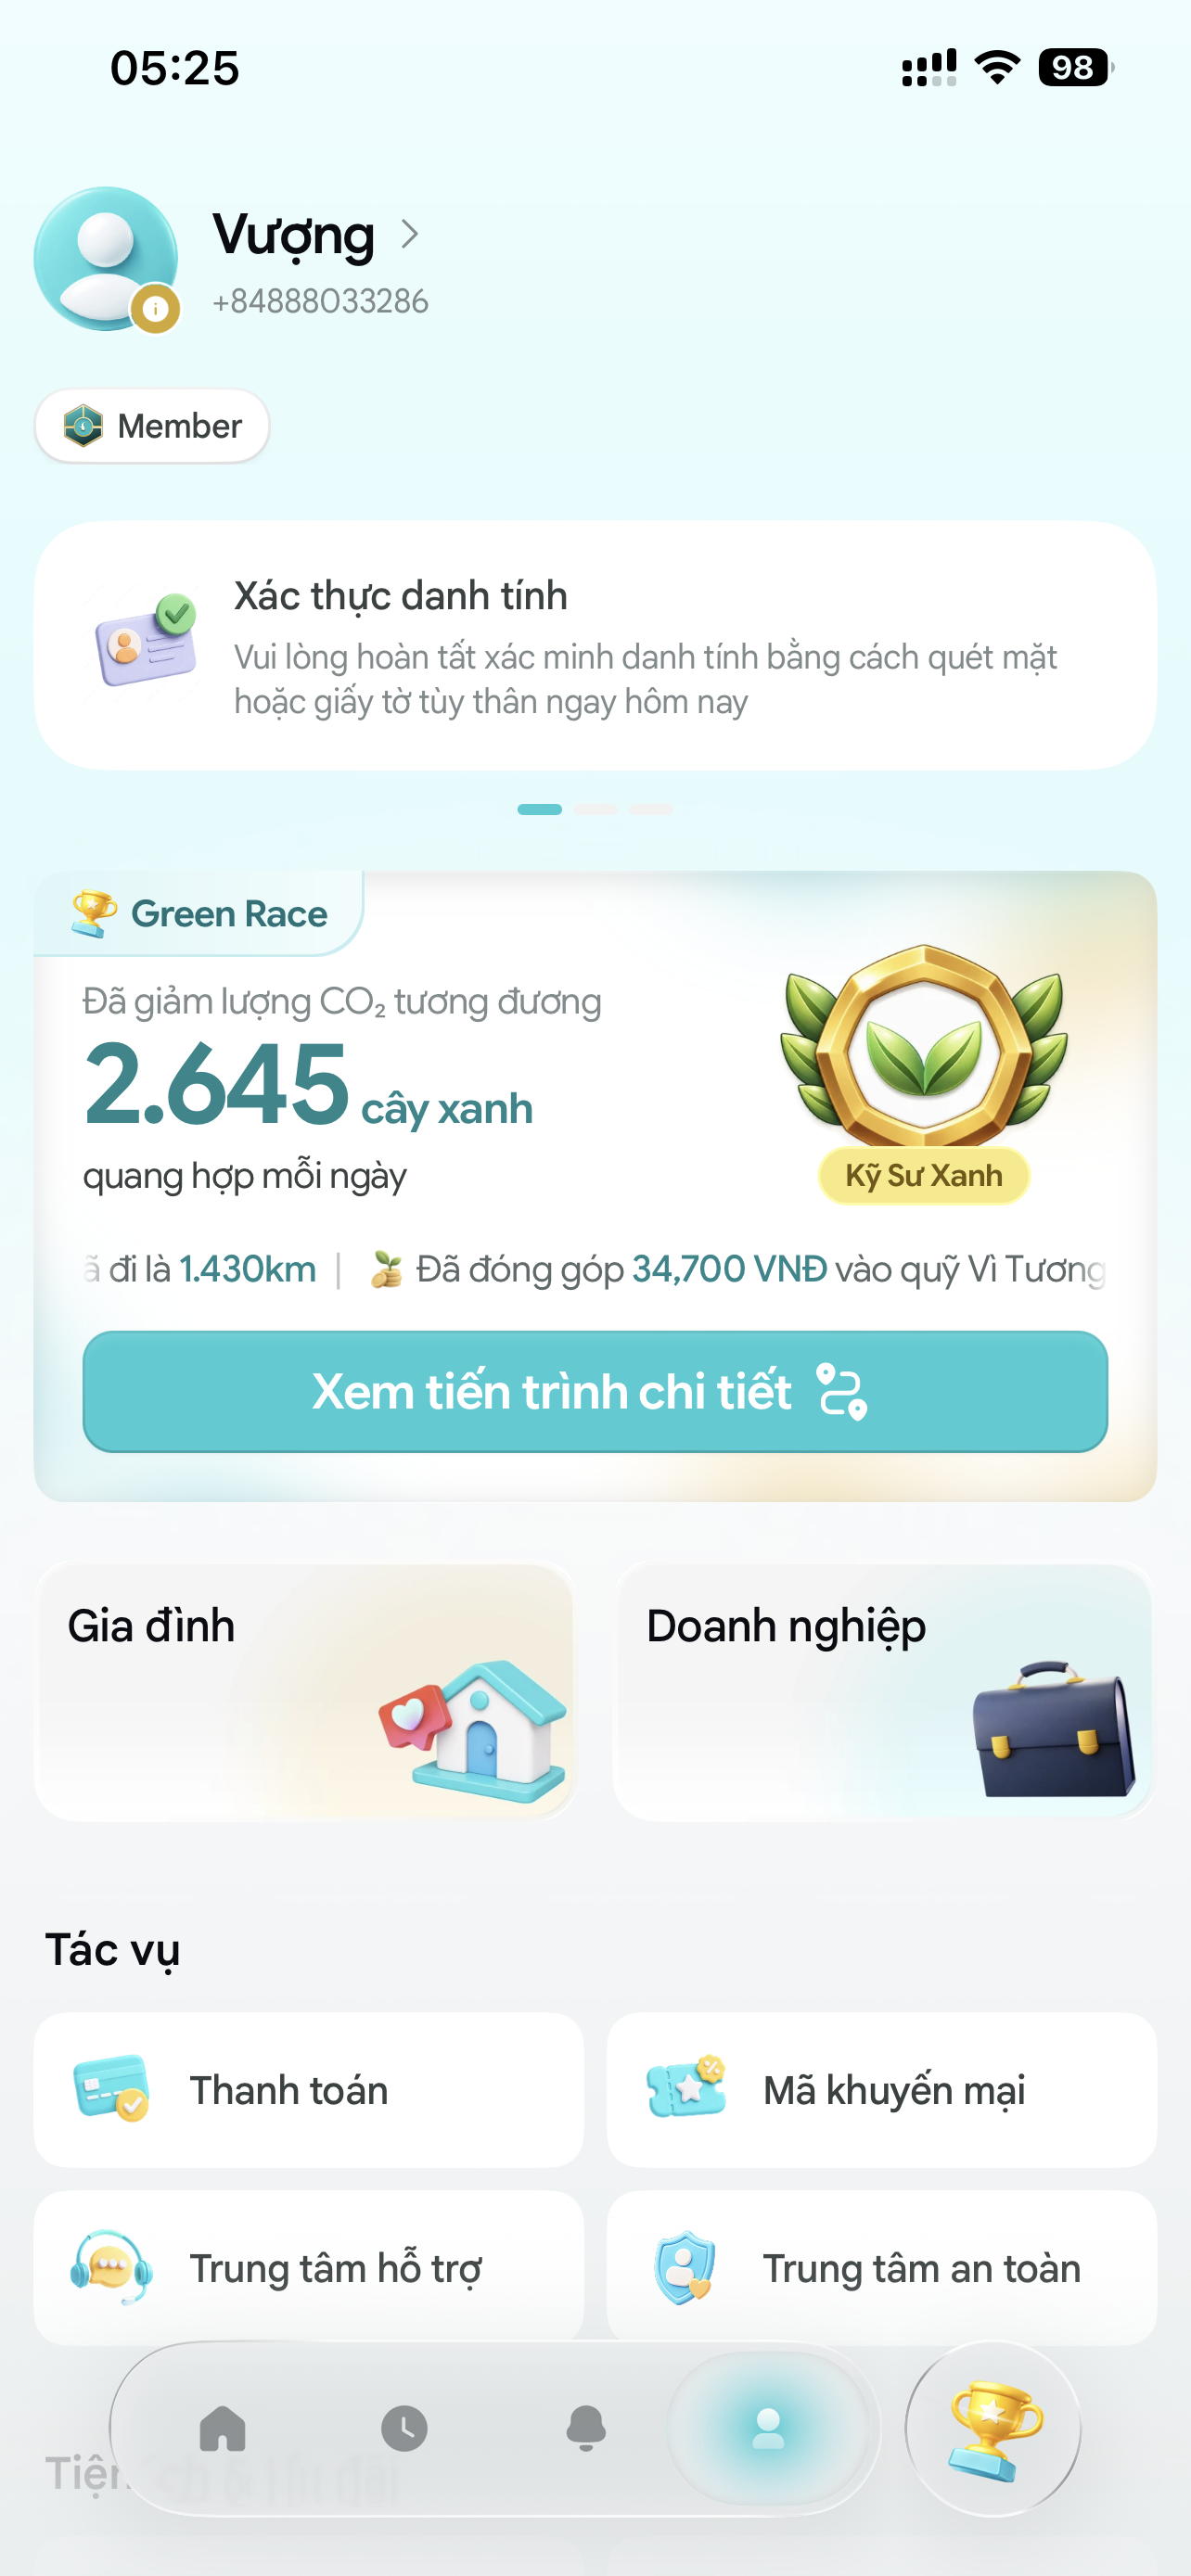 05:25
98
Vượng
+84888033286
Member
Xác thực danh tính
Vui lòng hoàn tất xác minh danh tính bằng cách quét mặt
hoặc giấy tờ tùy thân ngay hôm nay
Green Race
Đã giảm lượng CO₂ tương đương
2.645 cây xanh
quang hợp mỗi ngày
Kỹ Sư Xanh
đi là 1.430km | Đã đóng góp 34,700 VNĐ vào quỹ Vì Tương
Xem tiến trình chi tiết
Gia đình
Doanh nghiệp
Tác vụ
Thanh toán
Mã khuyến mại
Trung tâm hỗ trợ
Trung tâm an toàn